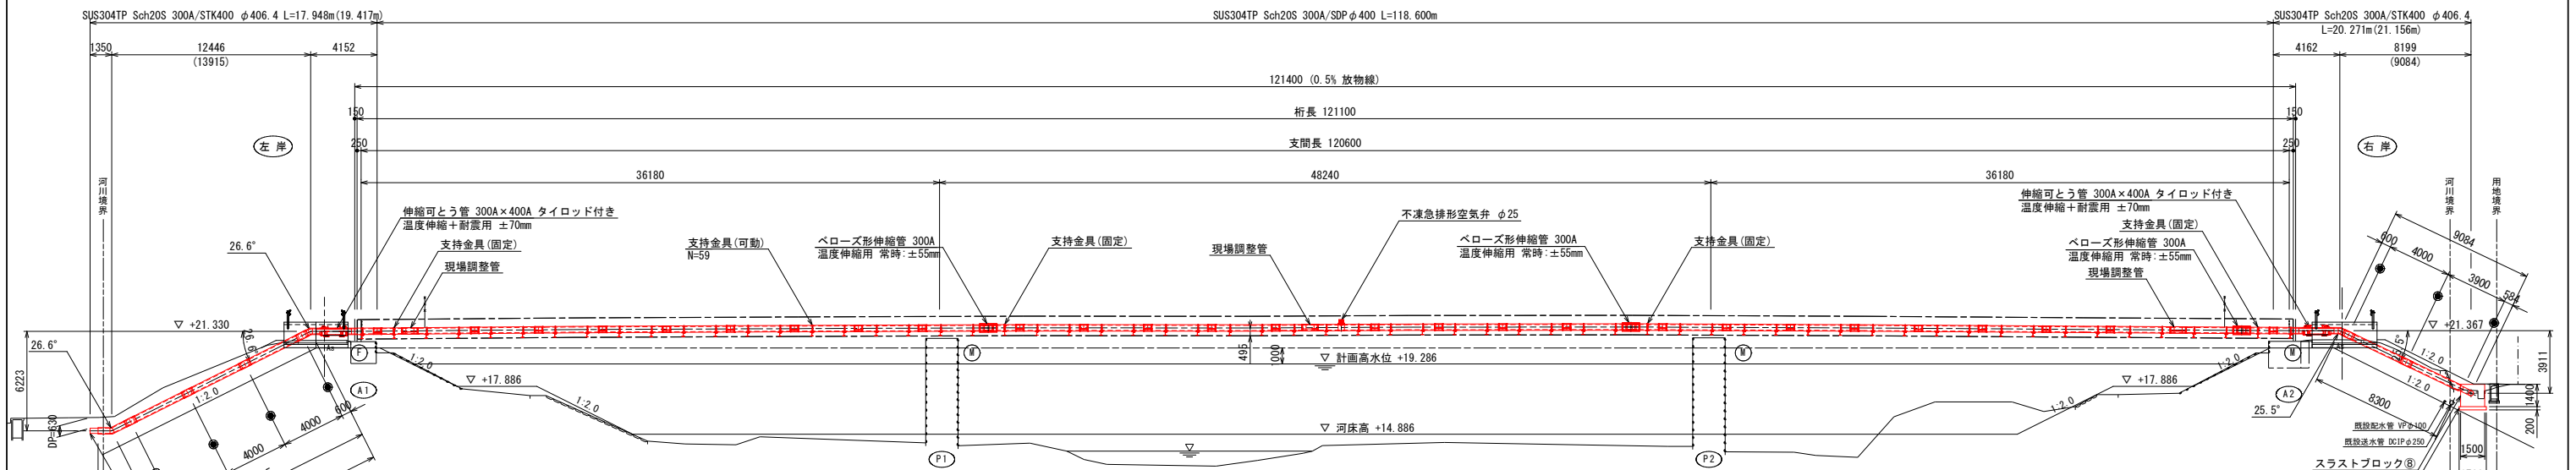 SUS304TP Sch20S 300A/STK400 φ406.4 L=17.948m(19.417m)
SUS304TP Sch20S 300A/SDPφ400 L=118.600m
SUS304TP Sch20S 300A/STK400 φ406.4
L=20.271m(21.156m)
1350
12446
(13915)
4152
4162
8199
(9084)
121400 (0.5% 放物線)
150
桁長 121100
150
左岸
250
支間長 120600
250
右岸
36180
48240
36180
河川境界
河川境界
用地境界
伸縮可とう管 300A×400A タイロッド付き
温度伸縮+耐震用 ±70mm
支持金具(固定)
現場調整管
26.6°
支持金具(可動)
N=59
ベローズ形伸縮管 300A
温度伸縮用 常時:±55mm
支持金具(固定)
現場調整管
不凍急排形空気弁 φ25
ベローズ形伸縮管 300A
温度伸縮用 常時:±55mm
支持金具(固定)
伸縮可とう管 300A×400A タイロッド付き
温度伸縮+耐震用 ±70mm
支持金具(固定)
ベローズ形伸縮管 300A
温度伸縮用 常時:±55mm
現場調整管
9084
600
4000
3900
584
▽ +21.330
26.6°
26.6°
6223
DP=630
1:2.0
As
F
A1
600
4000
4000
1:2.0
▽ +17.886
1:2.0
M
495
1000
▽ 計画高水位 +19.286
M
▽ 河床高 +14.886
P1
P2
▽ +17.886
1:2.0
1:2.0
M
A2
25.5°
▽ +21.367
1:2.0
1:2.0
8300
3911
1400
200
1500
既設配水管 VPφ100
既設送水管 DCIPφ250
スラストブロック⑧